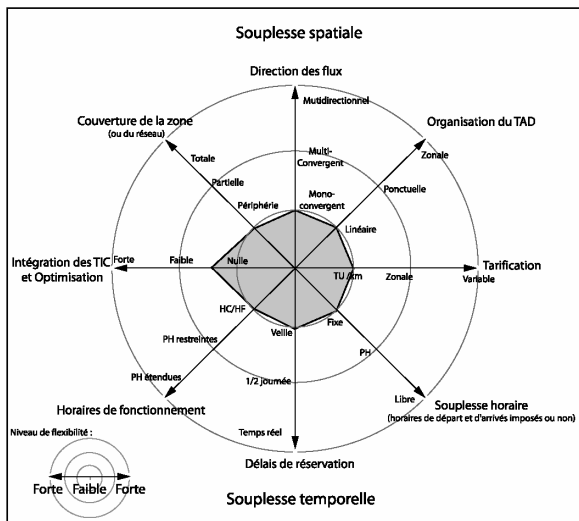 Souplesse spatiale
Direction des flux
Mutidirectionnel
Couverture de la zone
(ou du réseau)
Organisation du TAD
Totale
Zonale
Multi-
Convergent
Partielle
Ponctuelle
Périphérie
Mono-
convergent
Linéaire
Intégration des TIC
et Optimisation
Forte
Faible
Nulle
TU /km
Zonale
Variable
Tarification
HC/HF
Veille
Fixe
PH restreintes
PH
PH étendues
1/2 journée
Libre
Horaires de fonctionnement
Souplesse horaire
(horaires de départ et d'arrivés imposés ou non)
Temps réel
Délais de réservation
Niveau de flexibilité :
Forte Faible Forte
Souplesse temporelle